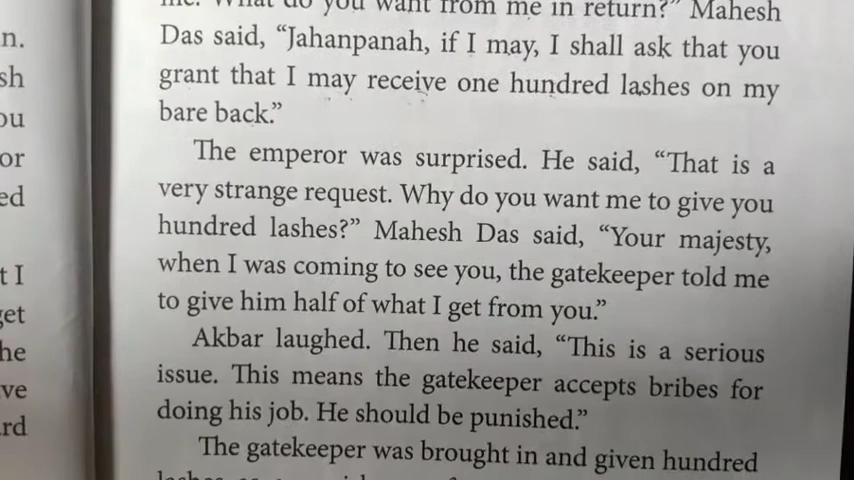 me. What do you want from me in return?” Mahesh
Das said, “Jahanpanah, if I may, I shall ask that you
grant that I may receive one hundred lashes on my
bare back.”
The emperor was surprised. He said, “That is a
very strange request. Why do you want me to give you
hundred lashes?” Mahesh Das said, “Your majesty,
when I was coming to see you, the gatekeeper told me
to give him half of what I get from you.”
Akbar laughed. Then he said, “This is a serious
issue. This means the gatekeeper accepts bribes for
doing his job. He should be punished.”
The gatekeeper was brought in and given hundred
lashes